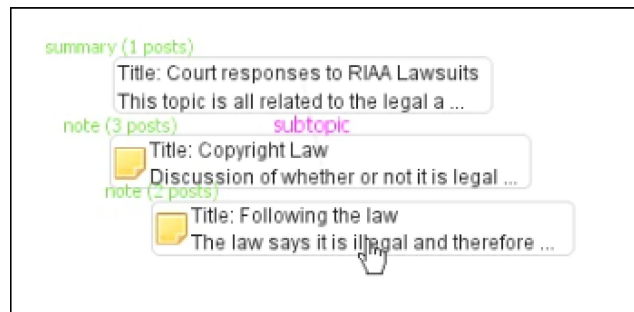 summary (1 posts)
Title: Court responses to RIAA Lawsuits
This topic is all related to the legal a ...
note (3 posts)
subtopic
Title: Copyright Law
Discussion of whether or not it is legal ...
note (2 posts)
Title: Following the law
The law says it is illegal and therefore ...